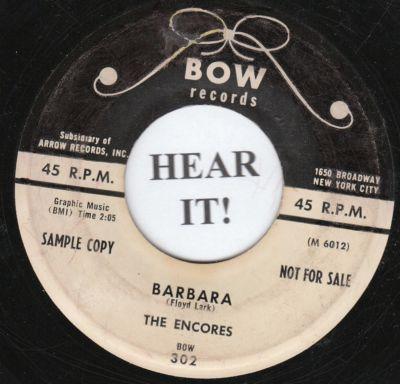 BOW
records
Subsidiary of
ARROW RECORDS, INC.
1650 BROADWAY
NEW YORK CITY
45 R.P.M.
45 R.P.M.
HEAR
IT!
Graphic Music
(BMI) Time 2:05
(M 6012)
SAMPLE COPY
NOT FOR SALE
BARBARA
(Floyd Lark)
THE ENCORES
BOW
302